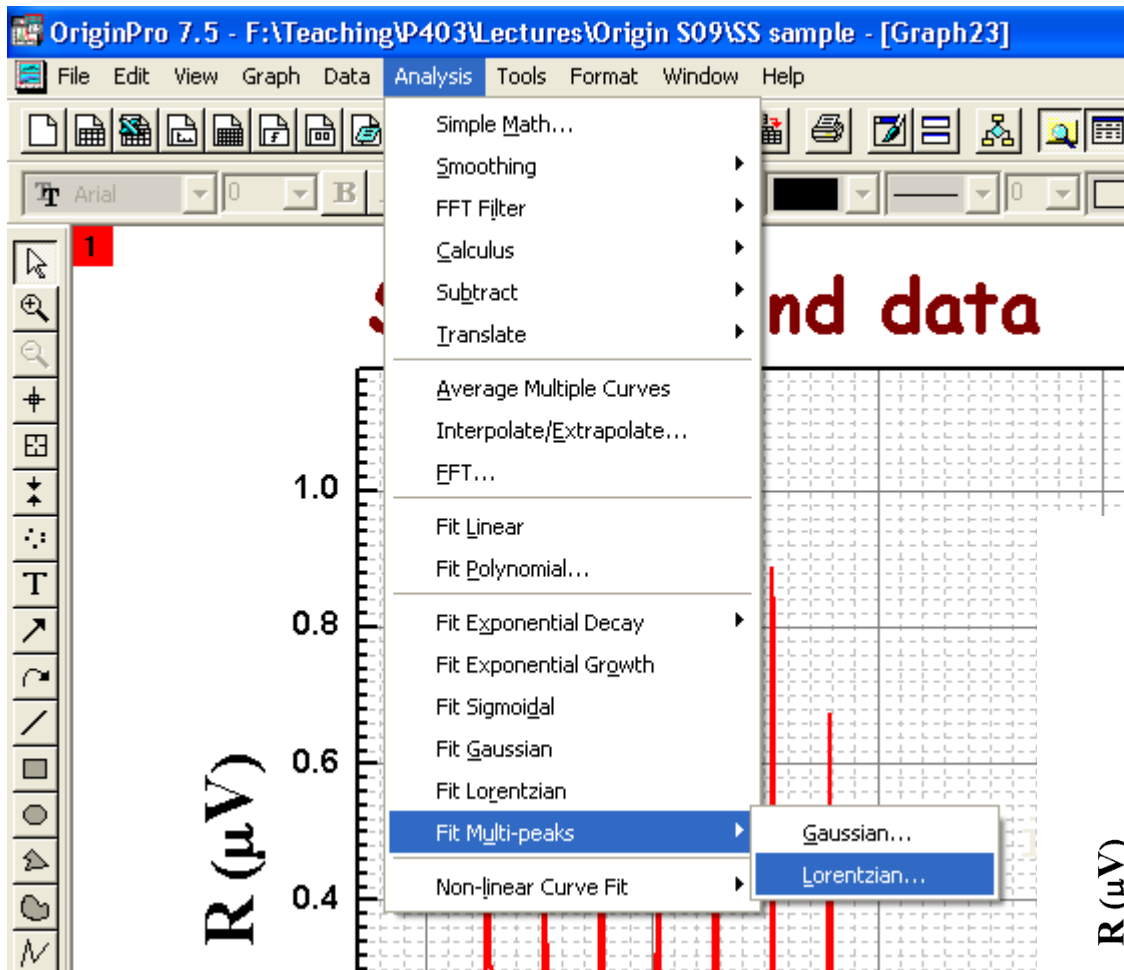 OriginPro 7.5 - F:\Teaching\P403\Lectures\Origin S09\SS sample - [Graph23]
File Edit View Graph Data Analysis Tools Format Window Help
Arial 0 B 0
1
nd data
Simple Math...
Smoothing
FFT Filter
Calculus
Subtract
Translate
Average Multiple Curves
Interpolate/Extrapolate...
FFT...
Fit Linear
Fit Polynomial...
Fit Exponential Decay
Fit Exponential Growth
Fit Sigmoidal
Fit Gaussian
Fit Lorentzian
Fit Multi-peaks
Non-linear Curve Fit
Gaussian...
Lorentzian...
1.0
0.8
0.6
0.4
R (μV)
R (μV)
T